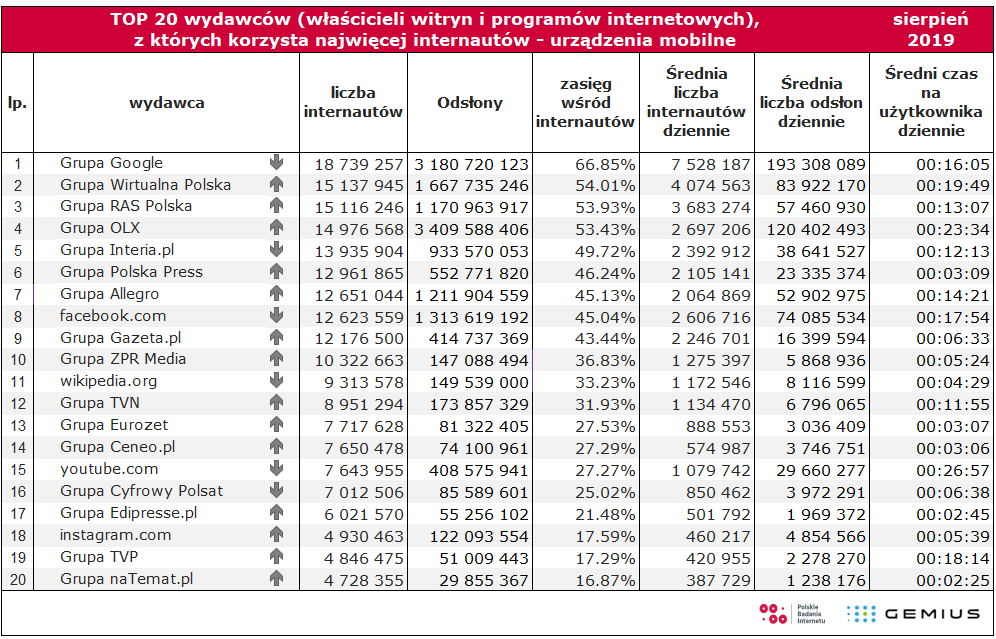 TOP 20 wydawców (właścicieli witryn i programów internetowych),
z których korzysta najwięcej internautów - urządzenia mobilne
sierpień
2019
lp.
wydawca
liczba
internautów
Odsłony
zasięg
wśród
internautów
Średnia
liczba
internautów
dziennie
Średnia
liczba odsłon
dziennie
Średni czas
na
użytkownika
dziennie
1 Grupa Google 18 739 257 3 180 720 123 66.85% 7 528 187 193 308 089 00:16:05
2 Grupa Wirtualna Polska 15 137 945 1 667 735 246 54.01% 4 074 563 83 922 170 00:19:49
3 Grupa RAS Polska 15 116 246 1 170 963 917 53.93% 3 683 274 57 460 930 00:13:07
4 Grupa OLX 14 976 568 3 409 588 406 53.43% 2 697 206 120 402 493 00:23:34
5 Grupa Interia.pl 13 935 904 933 570 053 49.72% 2 392 912 38 641 527 00:12:13
6 Grupa Polska Press 12 961 865 552 771 820 46.24% 2 105 141 23 335 374 00:03:09
7 Grupa Allegro 12 651 044 1 211 904 559 45.13% 2 064 869 52 902 975 00:14:21
8 facebook.com 12 623 559 1 313 619 192 45.04% 2 606 716 74 085 534 00:17:54
9 Grupa Gazeta.pl 12 176 500 414 737 369 43.44% 2 246 701 16 399 594 00:06:33
10 Grupa ZPR Media 10 322 663 147 088 494 36.83% 1 275 397 5 868 936 00:05:24
11 wikipedia.org 9 313 578 149 539 000 33.23% 1 172 546 8 116 599 00:04:29
12 Grupa TVN 8 951 294 173 857 329 31.93% 1 134 470 6 796 065 00:11:55
13 Grupa Eurozet 7 717 628 81 322 405 27.53% 888 553 3 036 409 00:03:07
14 Grupa Ceneo.pl 7 650 478 74 100 961 27.29% 574 987 3 746 751 00:03:06
15 youtube.com 7 643 955 408 575 941 27.27% 1 079 742 29 660 277 00:26:57
16 Grupa Cyfrowy Polsat 7 012 506 85 589 601 25.02% 850 462 3 972 291 00:06:38
17 Grupa Edipresse.pl 6 021 570 55 256 102 21.48% 501 792 1 969 372 00:02:45
18 instagram.com 4 930 463 122 093 554 17.59% 460 217 4 854 566 00:05:39
19 Grupa TVP 4 846 475 51 009 443 17.29% 420 955 2 278 270 00:18:14
20 Grupa naTemat.pl 4 728 355 29 855 367 16.87% 387 729 1 238 176 00:02:25
Polskie
Badania
Internetu
GEMIUS